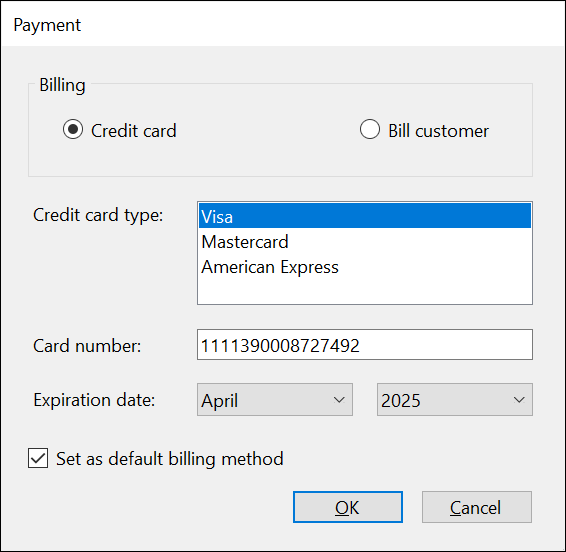 Payment
Billing
Credit card
Bill customer
Credit card type:
Visa
Mastercard
American Express
Card number:
1111390008727492
Expiration date:
April
2025
Set as default billing method
OK
Cancel